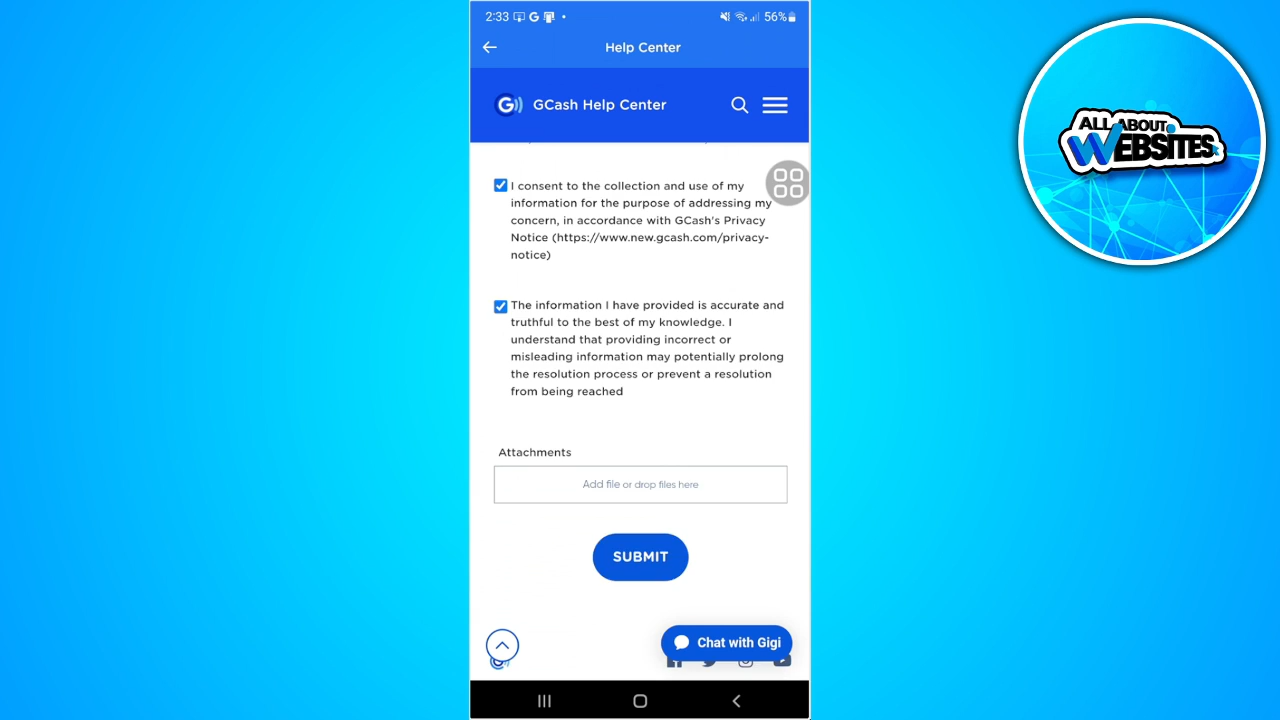 2:33
56%
Help Center
GCash Help Center
I consent to the collection and use of my
information for the purpose of addressing my
concern, in accordance with GCash's Privacy
Notice (https://www.new.gcash.com/privacy-
notice)
The information I have provided is accurate and
truthful to the best of my knowledge. I
understand that providing incorrect or
misleading information may potentially prolong
the resolution process or prevent a resolution
from being reached
Attachments
Add file or drop files here
SUBMIT
Chat with Gigi
ALL ABOUT
WEBSITES